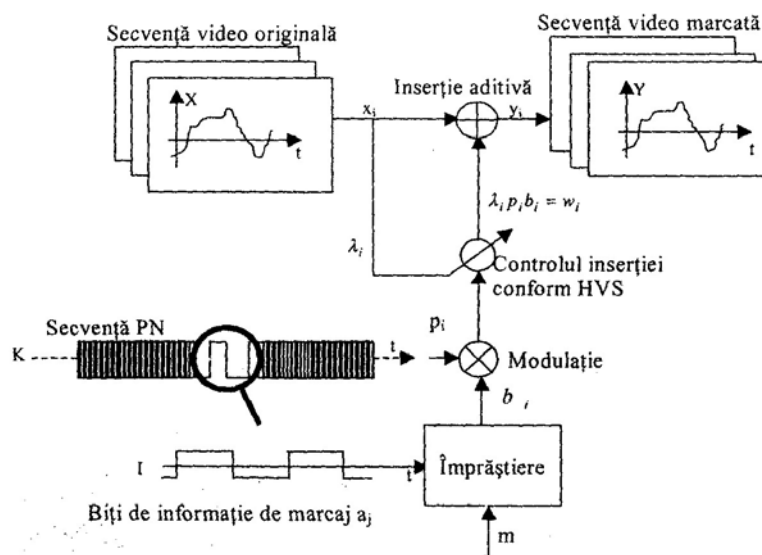 Secvență video originală
Secvență video marcată
X
t
x_i
Inserție aditivă
y_i
Y
t
λ_i p_i b_i = w_i
λ_i
Controlul inserției
conform HVS
Secvență PN
K
t
p_i
Modulație
b_i
I
t
Împrăștiere
Biți de informație de marcaj a_j
m